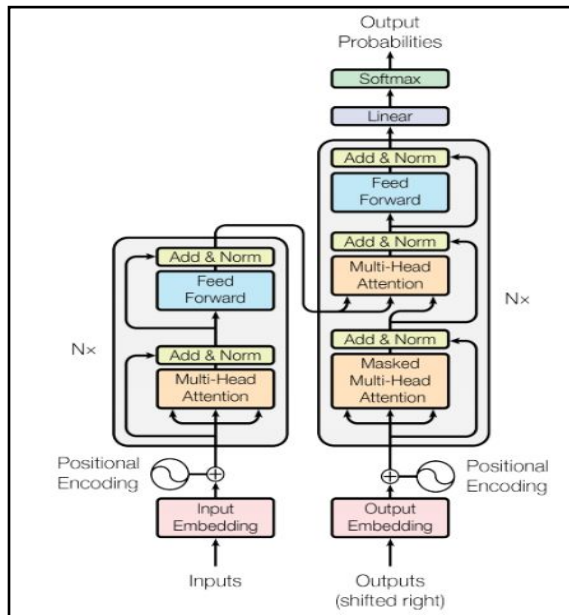 Output
Probabilities
Softmax
Linear
Add & Norm
Feed
Forward
Add & Norm
Multi-Head
Attention
Add & Norm
Masked
Multi-Head
Attention
N×
Add & Norm
Feed
Forward
Add & Norm
Multi-Head
Attention
N×
Positional
Encoding
Positional
Encoding
Input
Embedding
Output
Embedding
Inputs
Outputs
(shifted right)